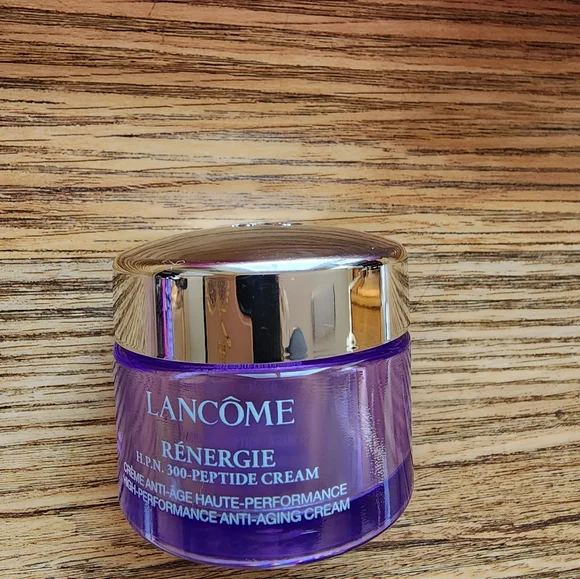 LANCÔME
RÉNERGIE
H.P.N. 300-PEPTIDE CREAM
CRÈME ANTI-ÂGE HAUTE-PERFORMANCE
HIGH-PERFORMANCE ANTI-AGING CREAM